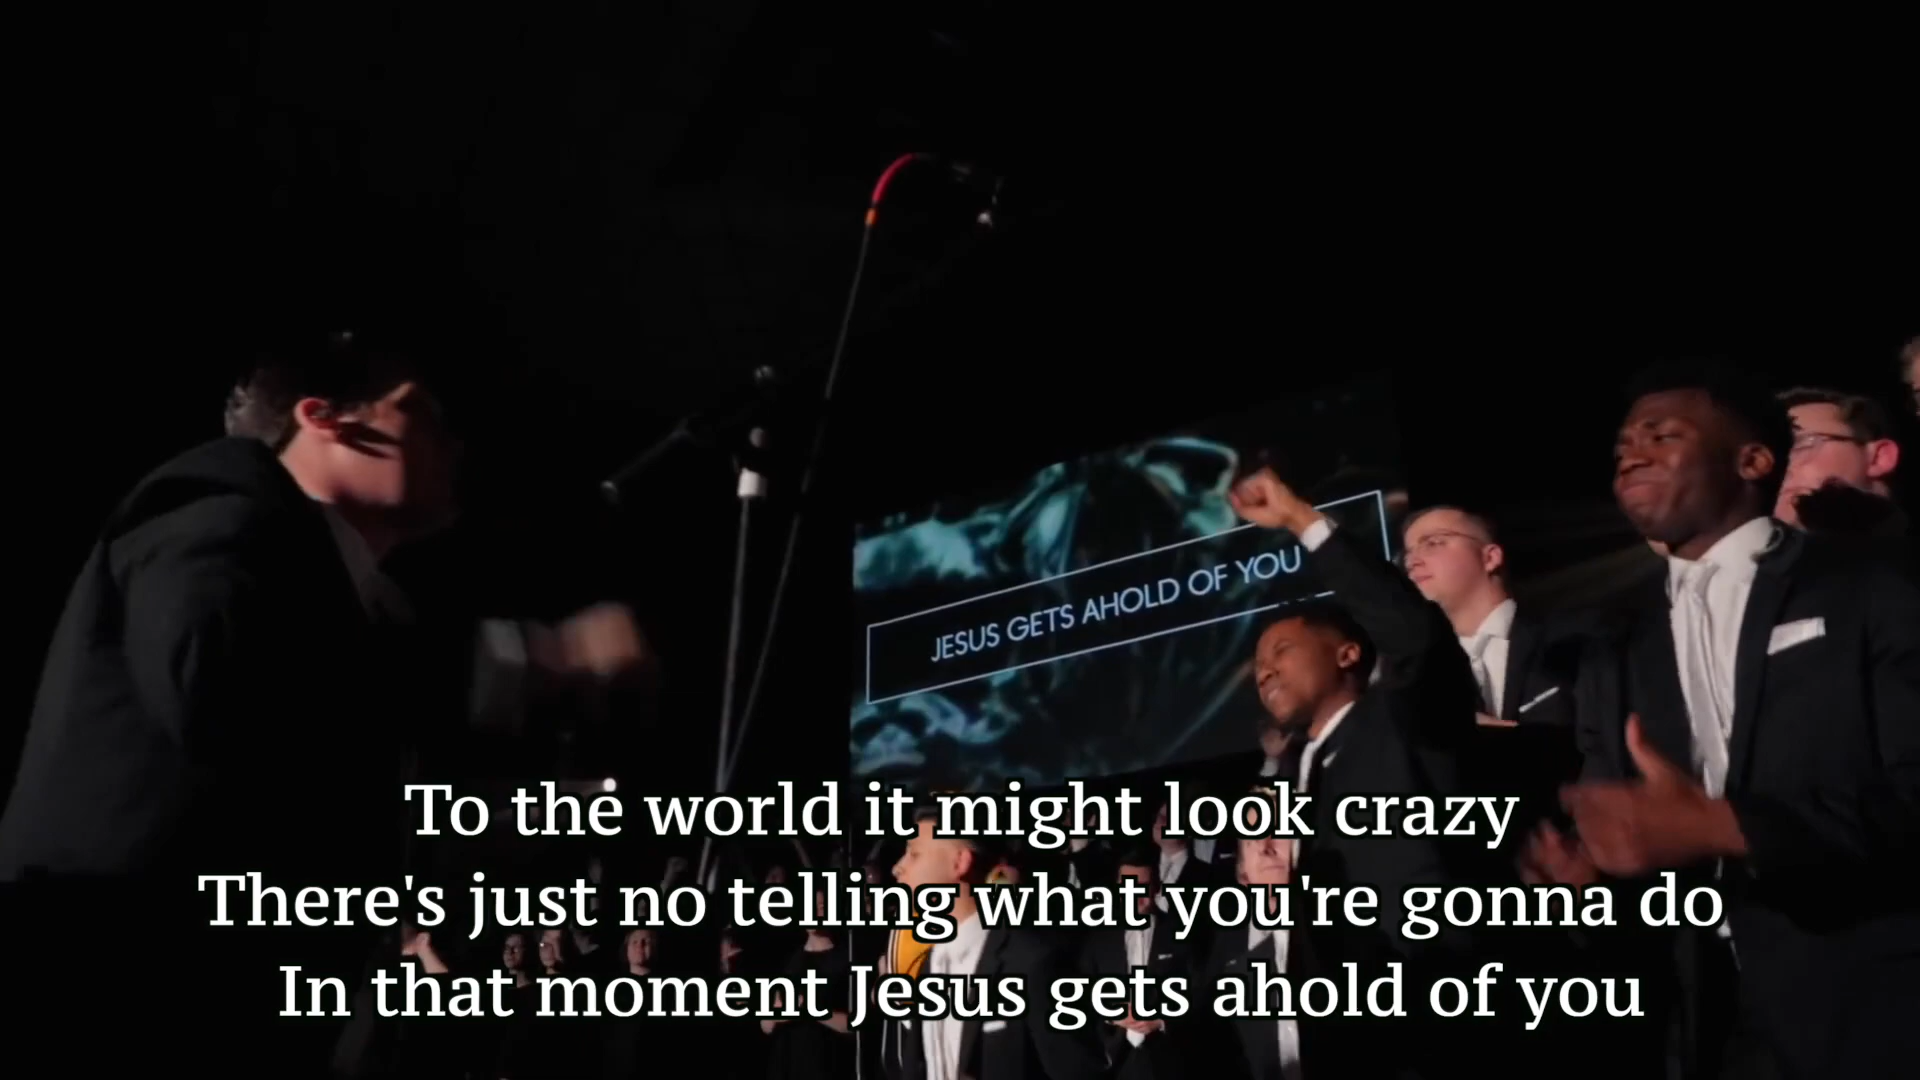 JESUS GETS AHOLD OF YOU
To the world it might look crazy
There's just no telling what you're gonna do
In that moment Jesus gets ahold of you